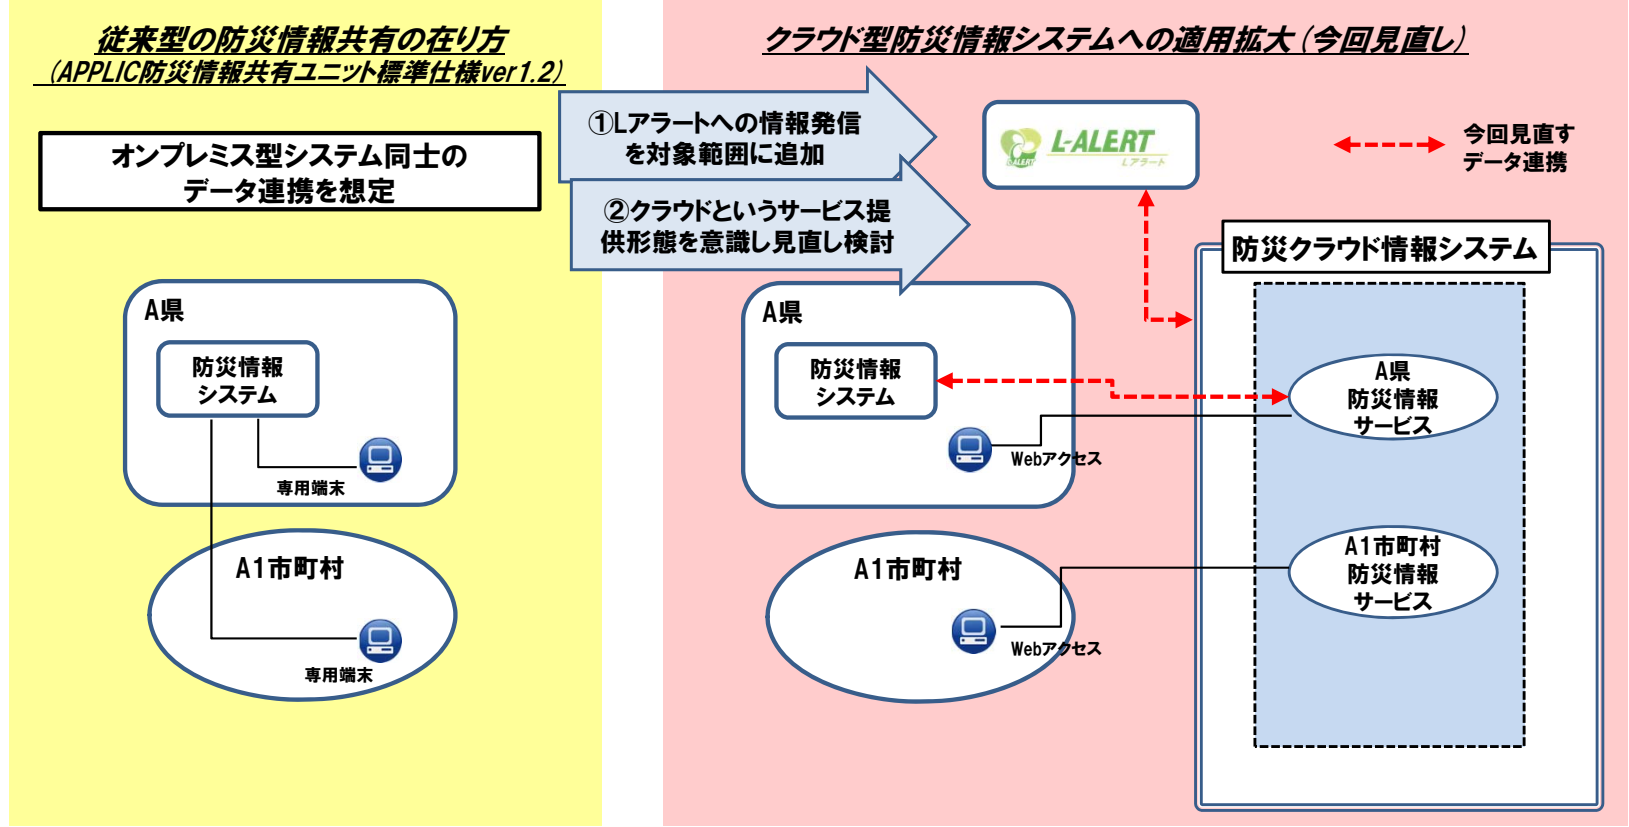 従来型の防災情報共有の在り方
(APPLIC防災情報共有ユニット標準仕様ver1.2)
オンプレミス型システム同士の
データ連携を想定
A県
防災情報
システム
専用端末
A1市町村
専用端末
①Lアラートへの情報発信
を対象範囲に追加
②クラウドというサービス提
供形態を意識し見直し検討
クラウド型防災情報システムへの適用拡大(今回見直し)
L-ALERT
L-ALERT
Lアラート
今回見直す
データ連携
防災クラウド情報システム
A県
防災情報
システム
Webアクセス
A県
防災情報
サービス
A1市町村
Webアクセス
A1市町村
防災情報
サービス